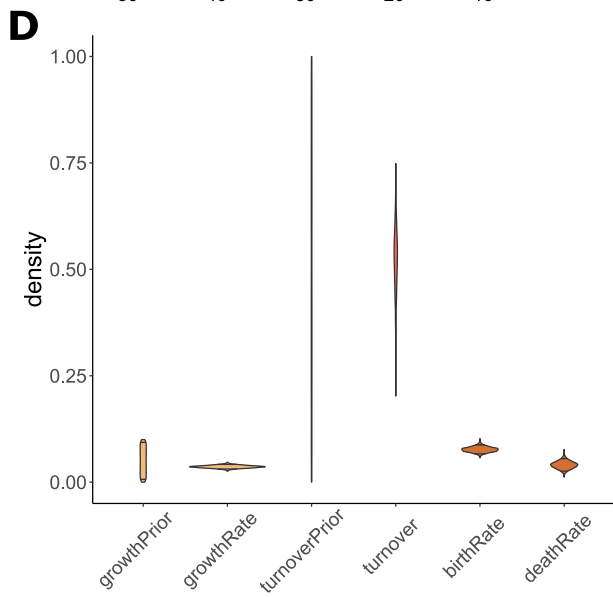 D
1.00
0.75
0.50
0.25
0.00
density
growthPrior
growthRate
turnoverPrior
turnover
birthRate
deathRate